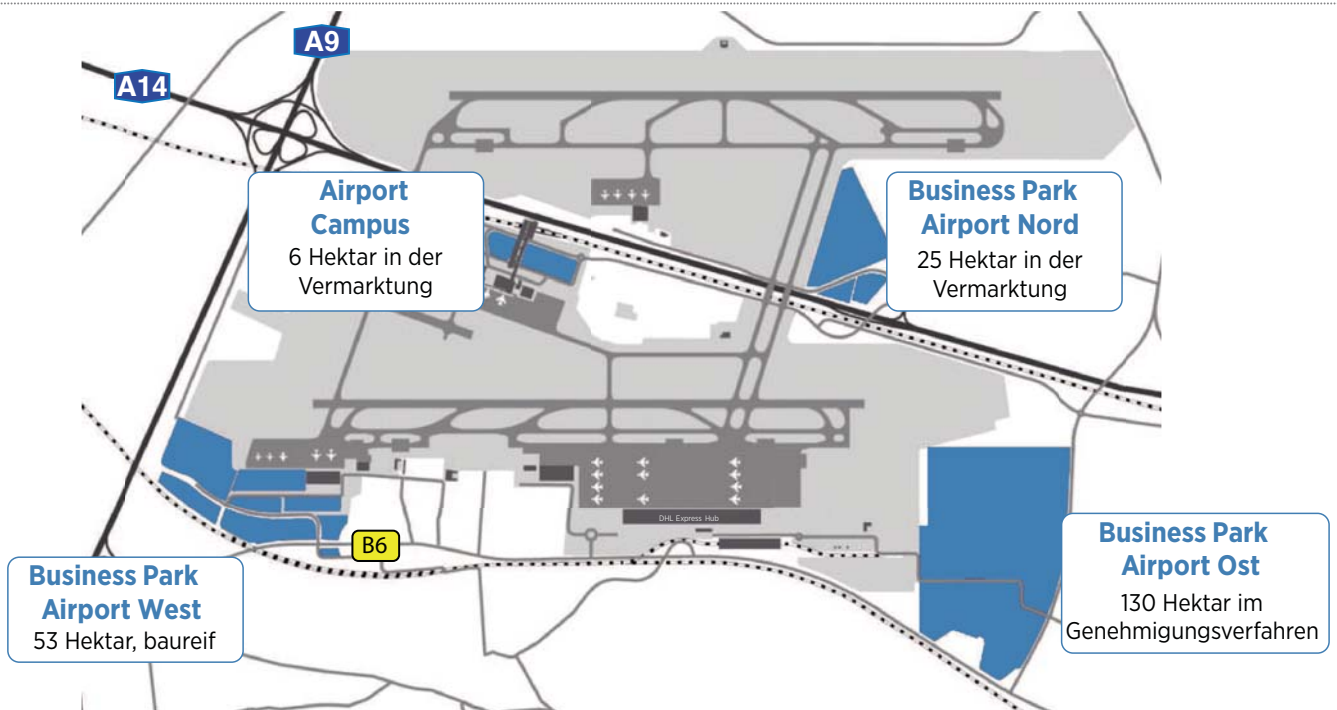 A9
A14
Airport
Campus
6 Hektar in der
Vermarktung
Business Park
Airport Nord
25 Hektar in der
Vermarktung
DHL Express Hub
B6
Business Park
Airport West
53 Hektar, baureif
Business Park
Airport Ost
130 Hektar im
Genehmigungsverfahren